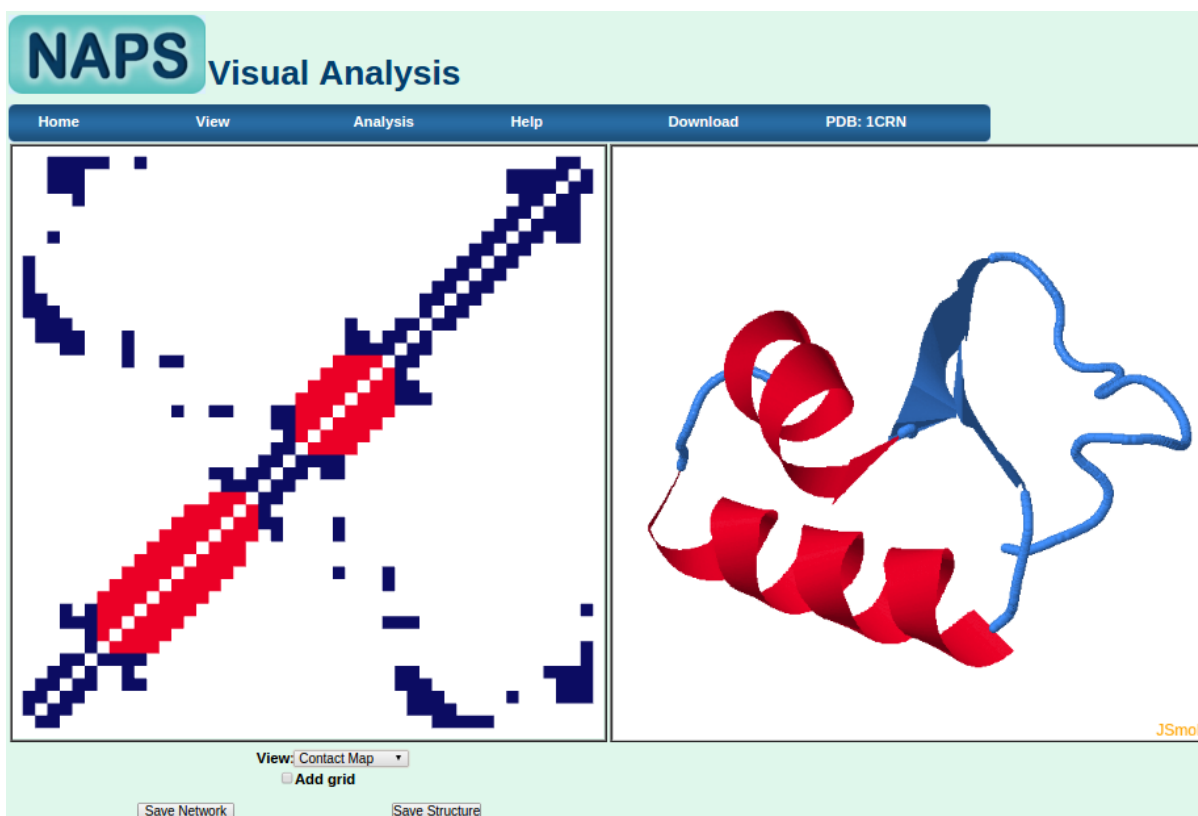 NAPS Visual Analysis
Home View Analysis Help Download PDB: 1CRN
JSmo
View: Contact Map
Add grid
Save Network Save Structure